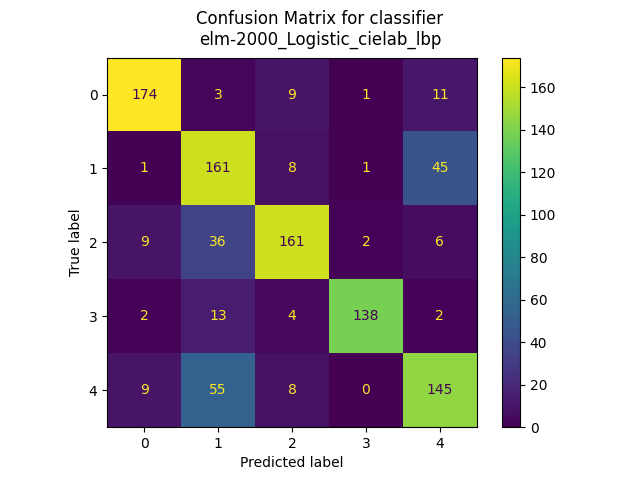 Confusion Matrix for classifier
elm-2000_Logistic_cielab_lbp
0 174 3 9 1 11
1 1 161 8 1 45
2 9 36 161 2 6
3 2 13 4 138 2
4 9 55 8 0 145
0 1 2 3 4
Predicted label
True label
160
140
120
100
80
60
40
20
0